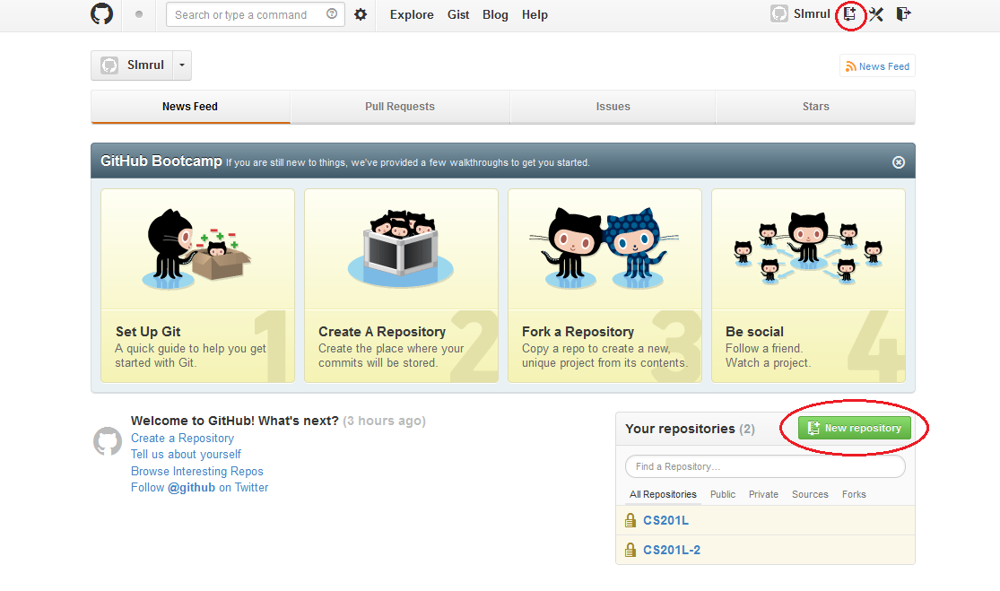 Search or type a command
Explore Gist Blog Help
SImrul
SImrul
News Feed
News Feed Pull Requests Issues Stars
GitHub Bootcamp If you are still new to things, we've provided a few walkthroughs to get you started.
Set Up Git
A quick guide to help you get
started with Git.
1
Create A Repository
Create the place where your
commits will be stored.
2
Fork a Repository
Copy a repo to create a new,
unique project from its contents.
3
Be social
Follow a friend.
Watch a project.
4
Welcome to GitHub! What's next? (3 hours ago)
Create a Repository
Tell us about yourself
Browse Interesting Repos
Follow @github on Twitter
Your repositories (2)
New repository
Find a Repository...
All Repositories Public Private Sources Forks
CS201L
CS201L-2